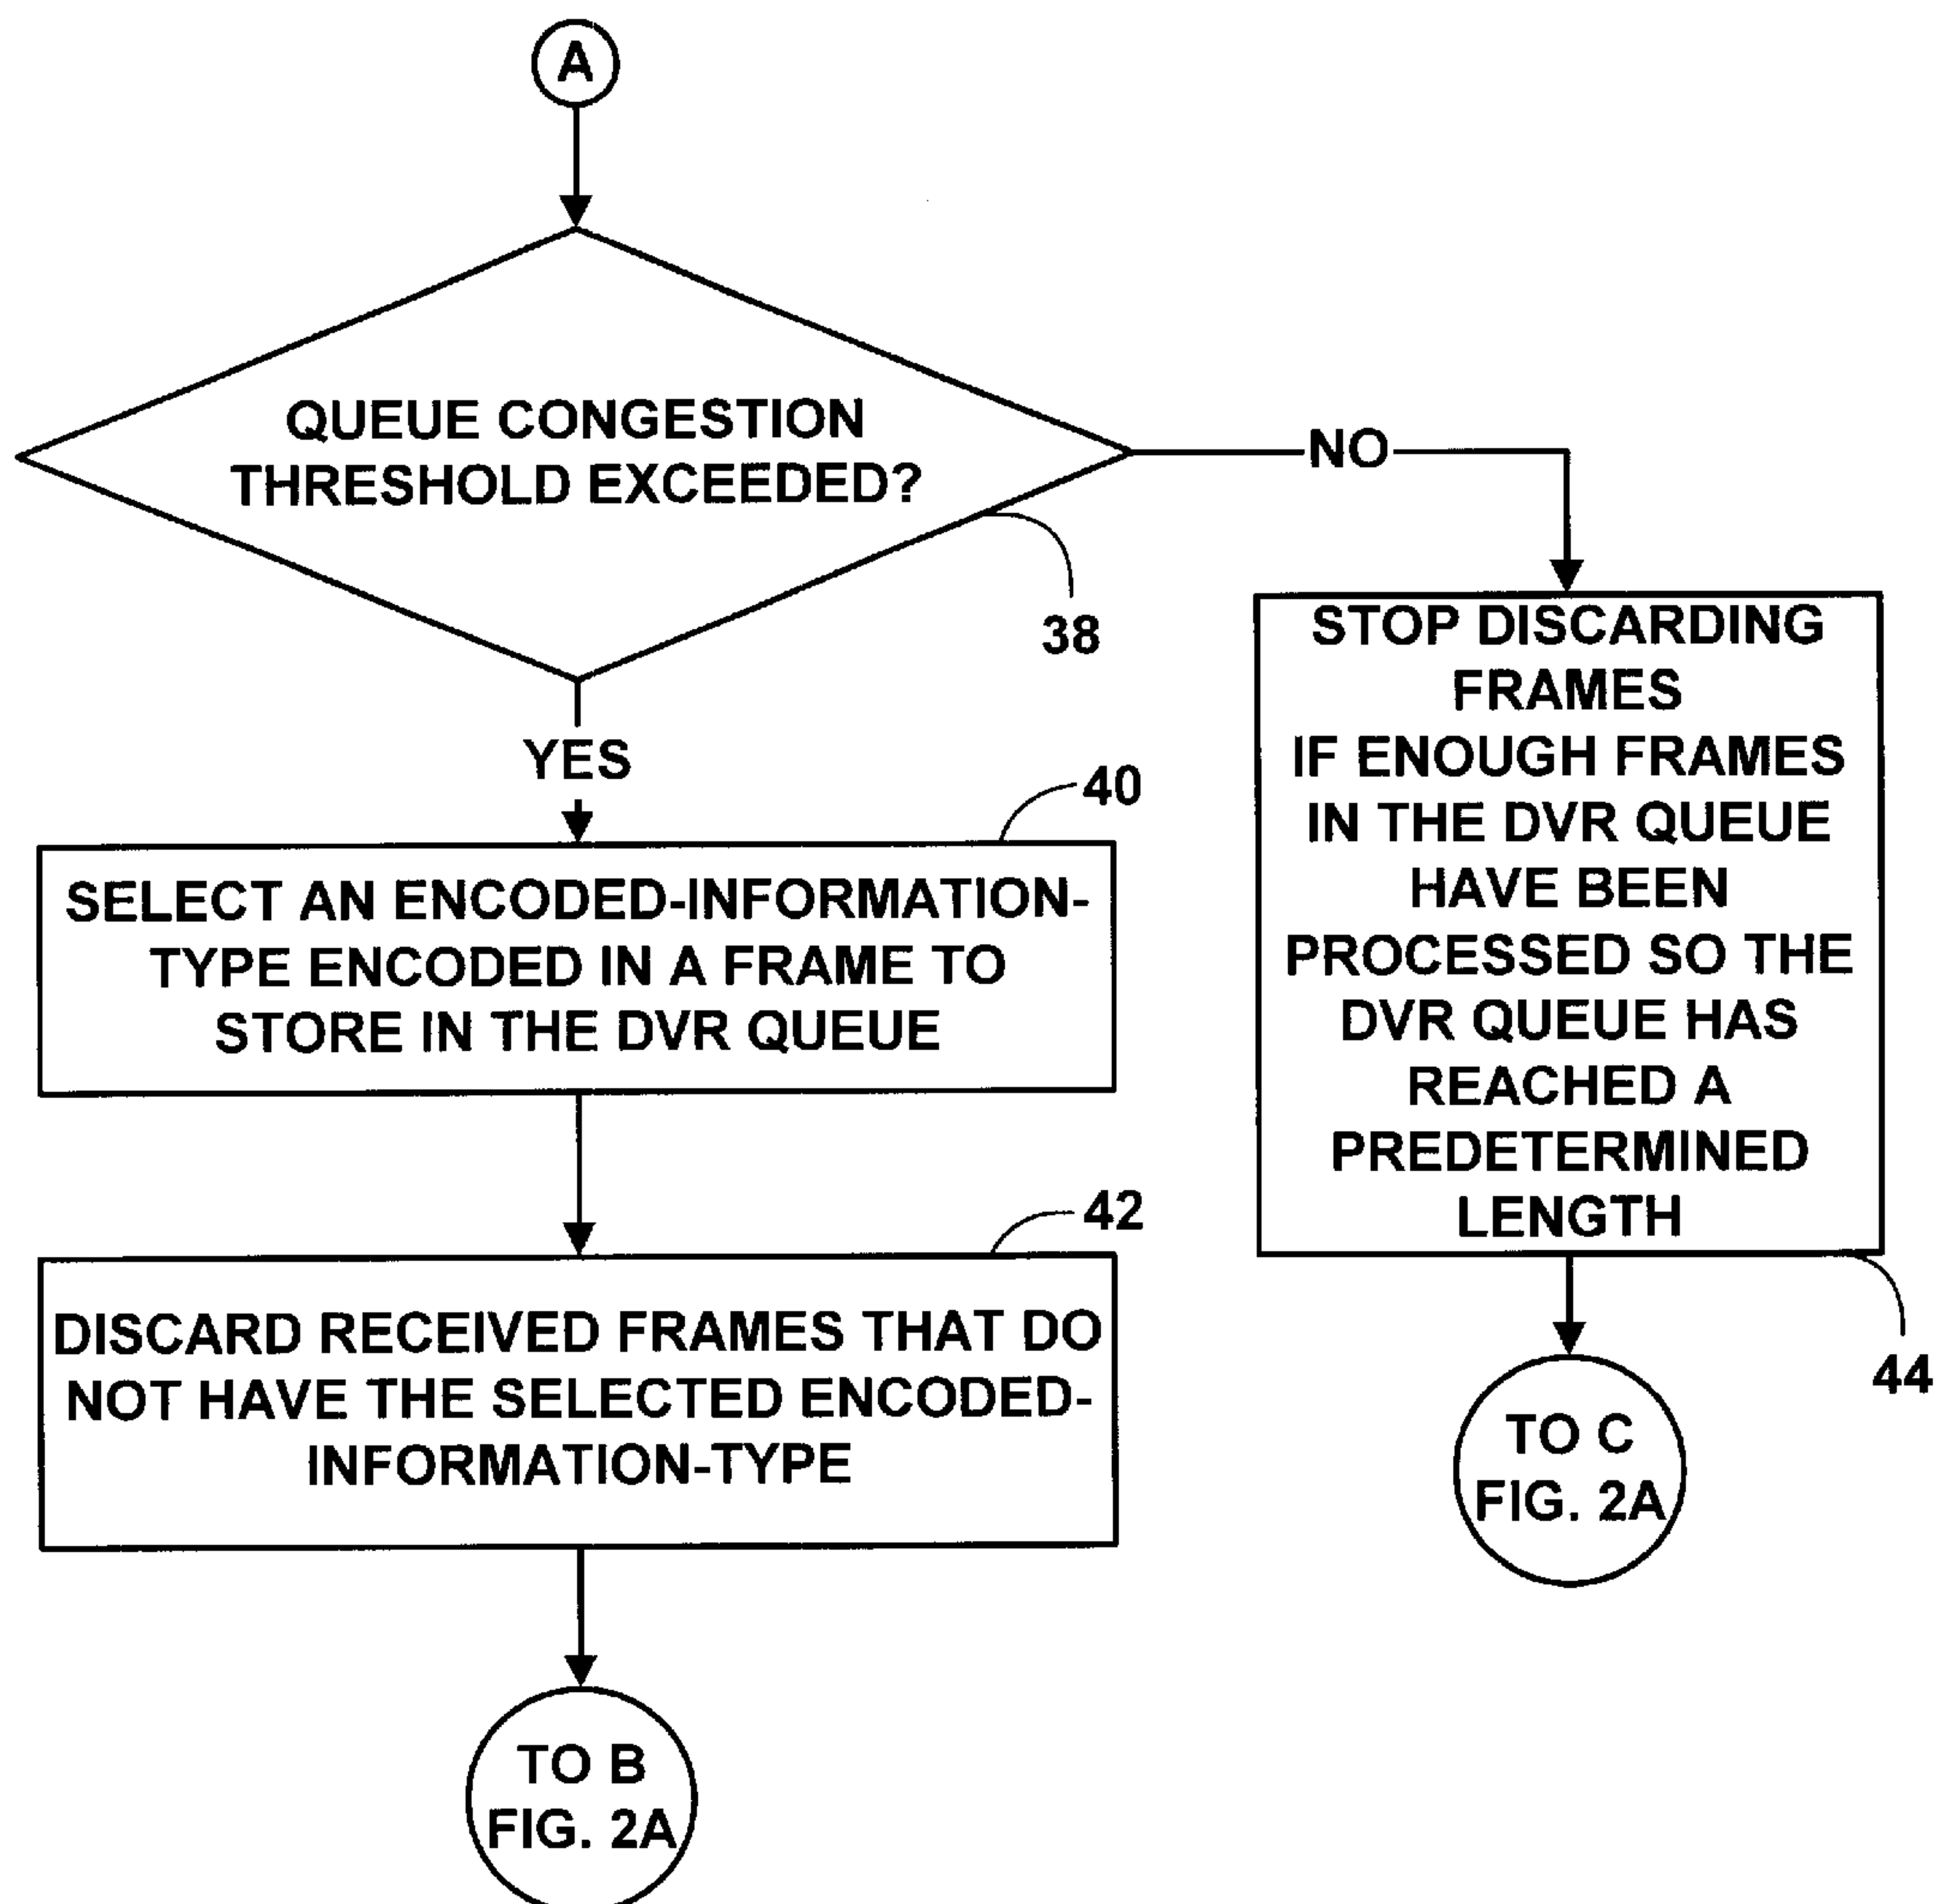 A
QUEUE CONGESTION
THRESHOLD EXCEEDED?
NO
38
YES
40
SELECT AN ENCODED-INFORMATION-
TYPE ENCODED IN A FRAME TO
STORE IN THE DVR QUEUE
42
DISCARD RECEIVED FRAMES THAT DO
NOT HAVE THE SELECTED ENCODED-
INFORMATION-TYPE
TO B
FIG. 2A
STOP DISCARDING
FRAMES
IF ENOUGH FRAMES
IN THE DVR QUEUE
HAVE BEEN
PROCESSED SO THE
DVR QUEUE HAS
REACHED A
PREDETERMINED
LENGTH
44
TO C
FIG. 2A